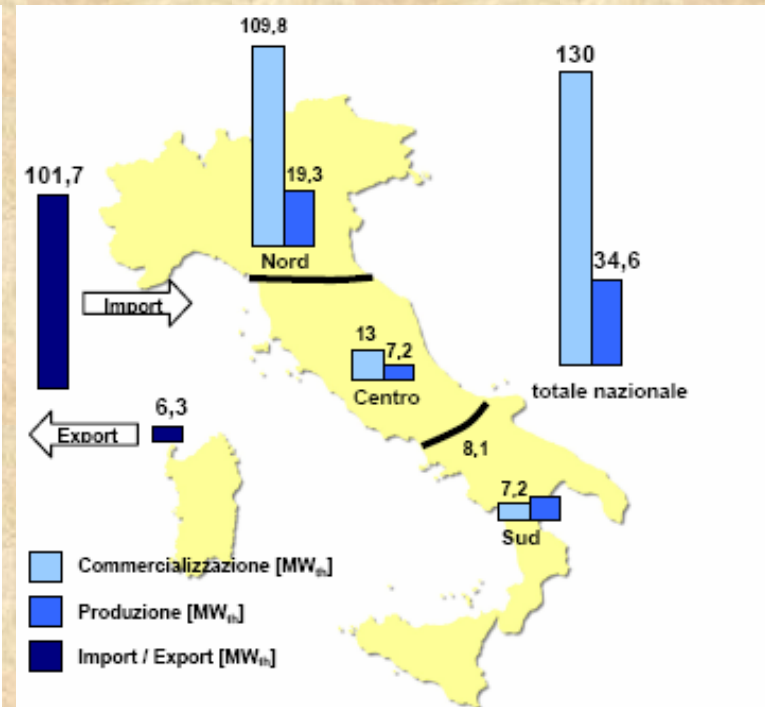 109,8
130
101,7
19,3
34,6
Nord
Import
13
7,2
Centro
totale nazionale
6,3
Export
8,1
7,2
Sud
Commercializzazione [MWth]
Produzione [MWth]
Import / Export [MWth]